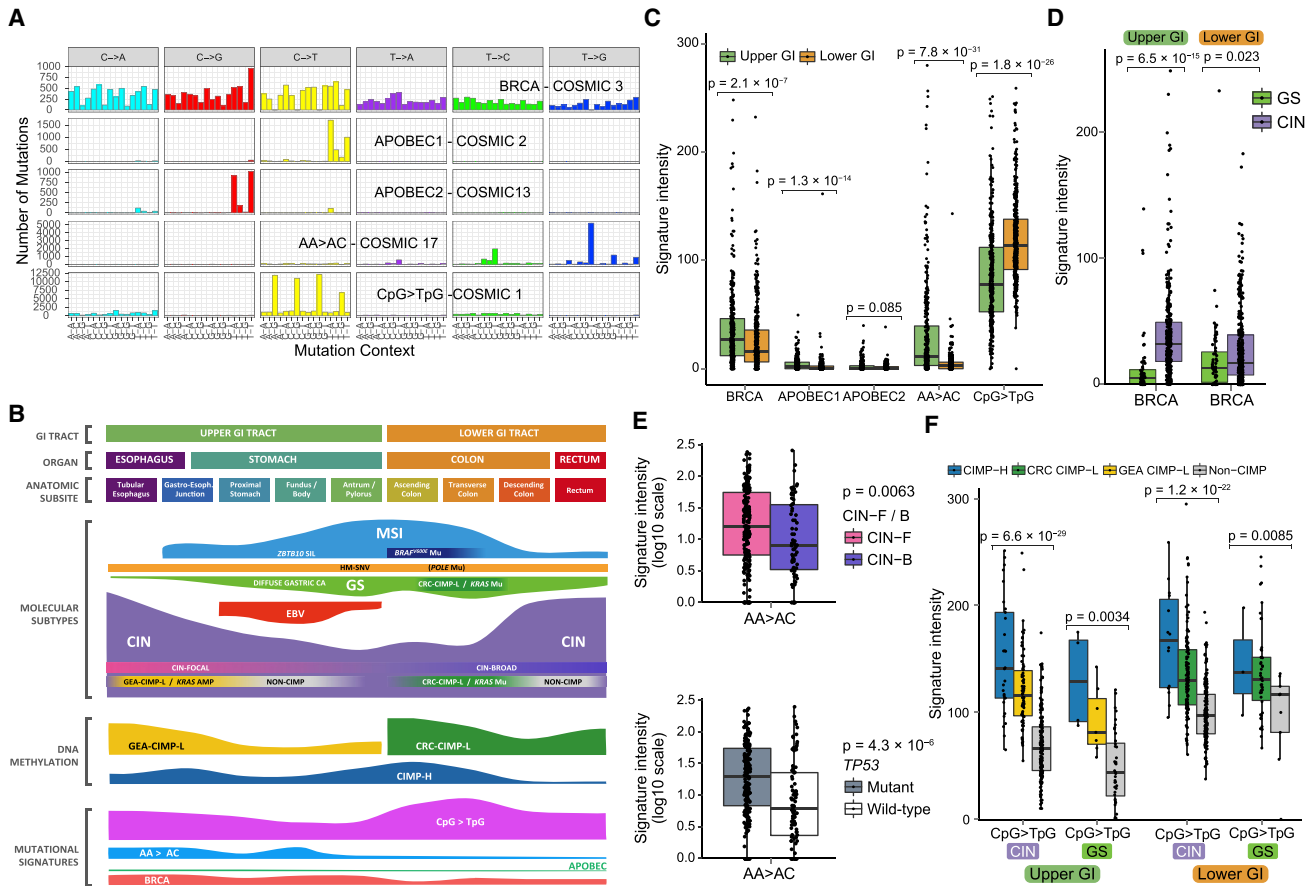 A
C->A C->G C->T T->A T->C T->G
Number of Mutations
1000
750
500
250
0
BRCA - COSMIC 3
1500
1000
500
0
APOBEC1 - COSMIC 2
1000
750
500
250
0
APOBEC2 - COSMIC13
5000
4000
3000
2000
1000
0
AA>AC - COSMIC 17
12500
10000
7500
5000
2500
0
CpG>TpG -COSMIC 1
Mutation Context
B
GI TRACT
UPPER GI TRACT
LOWER GI TRACT
ORGAN
ESOPHAGUS
STOMACH
COLON
RECTUM
ANATOMIC
SUBSITE
Tubular
Esophagus
Gastro-Esoph.
Junction
Proximal
Stomach
Fundus /
Body
Antrum /
Pylorus
Ascending
Colon
Transverse
Colon
Descending
Colon
Rectum
MOLECULAR
SUBTYPES
MSI
ZBTB10 SIL
BRAFV600E Mu
HM-SNV
(POLE Mu)
DIFFUSE GASTRIC CA
GS
CRC-CIMP-L / KRAS Mu
EBV
CIN
CIN
CIN-FOCAL
CIN-BROAD
GEA-CIMP-L / KRAS AMP
NON-CIMP
CRC-CIMP-L / KRAS Mu
NON-CIMP
DNA
METHYLATION
GEA-CIMP-L
CRC-CIMP-L
CIMP-H
MUTATIONAL
SIGNATURES
CpG > TpG
AA > AC
APOBEC
BRCA
C
Signature intensity
300
200
100
0
Upper GI
Lower GI
p = 2.1 × 10−7
p = 1.3 × 10−14
p = 0.085
p = 7.8 × 10−31
p = 1.8 × 10−26
BRCA APOBEC1 APOBEC2 AA>AC CpG>TpG
D
Upper GI
Lower GI
p = 6.5 × 10−15
p = 0.023
GS
CIN
Signature intensity
200
100
0
BRCA
BRCA
E
Signature intensity
(log10 scale)
2.5
2.0
1.5
1.0
0.5
0.0
AA>AC
p = 0.0063
CIN−F / B
CIN−F
CIN−B
Signature intensity
(log10 scale)
2.5
2.0
1.5
1.0
0.5
0.0
AA>AC
p = 4.3 × 10−6
TP53
Mutant
Wild-type
F
CIMP-H
CRC CIMP-L
GEA CIMP-L
Non-CIMP
Signature intensity
300
200
100
0
p = 6.6 × 10−29
p = 0.0034
p = 1.2 × 10−22
p = 0.0085
CpG>TpG CpG>TpG CpG>TpG CpG>TpG
CIN GS CIN GS
Upper GI
Lower GI